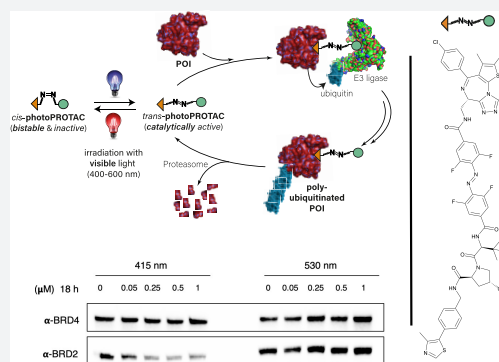 POI
E3 ligase
ubiquitin
cis-photoPROTAC
(bistable & inactive)
trans-photoPROTAC
(catalytically active)
irradiation with
visible light
(400-600 nm)
Proteasome
poly-
ubiquitinated
POI
N=N
N=N
N=N
N=N
N=N
415 nm
530 nm
(μM) 18 h
0 0.05 0.25 0.5 1
0 0.05 0.25 0.5 1
α-BRD4
α-BRD2
Cl
S
N
N
N
N
HN
O
F
F
N
N
F
F
O
NH
O
N
O
HN
N
S